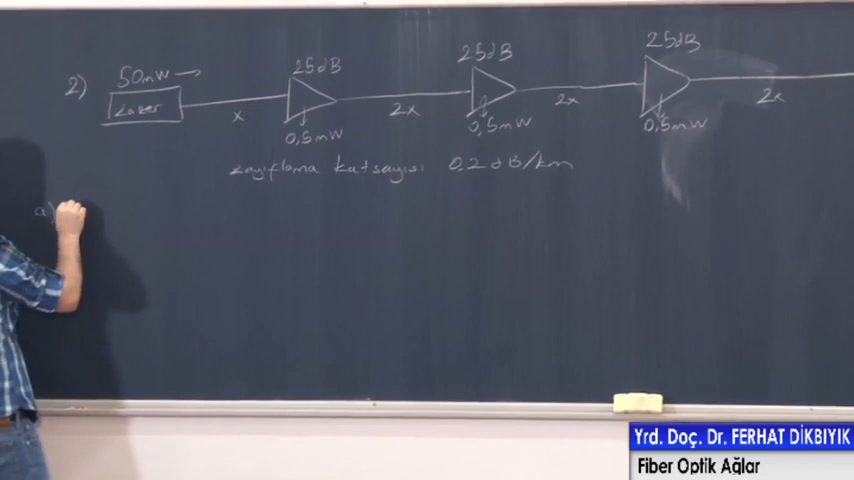 25dB 25dB 25dB
2) 50mW →
Lazer x 2x 2x 2x
0,5mW 0,5mW 0,5mW
zayıflama katsayısı 0.2 dB/km
a)
Yrd. Doç. Dr. FERHAT DİKBIYIK
Fiber Optik Ağlar